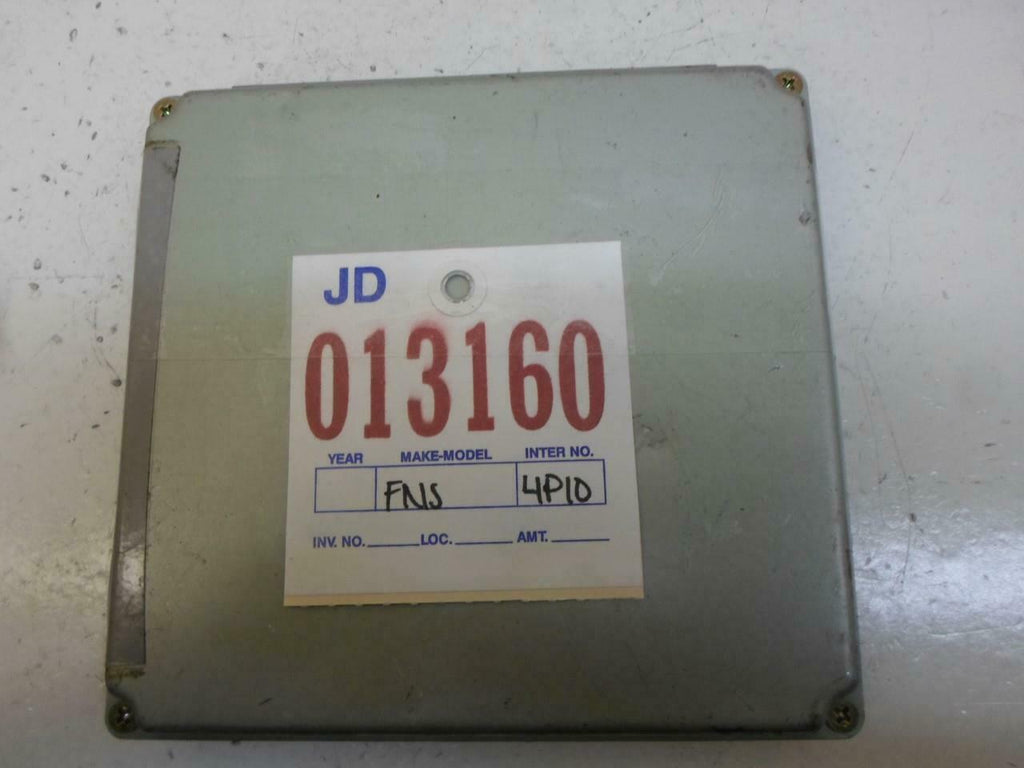 JD
013160
YEAR MAKE-MODEL INTER NO.
FNS 4P10
INV. NO. LOC. AMT.